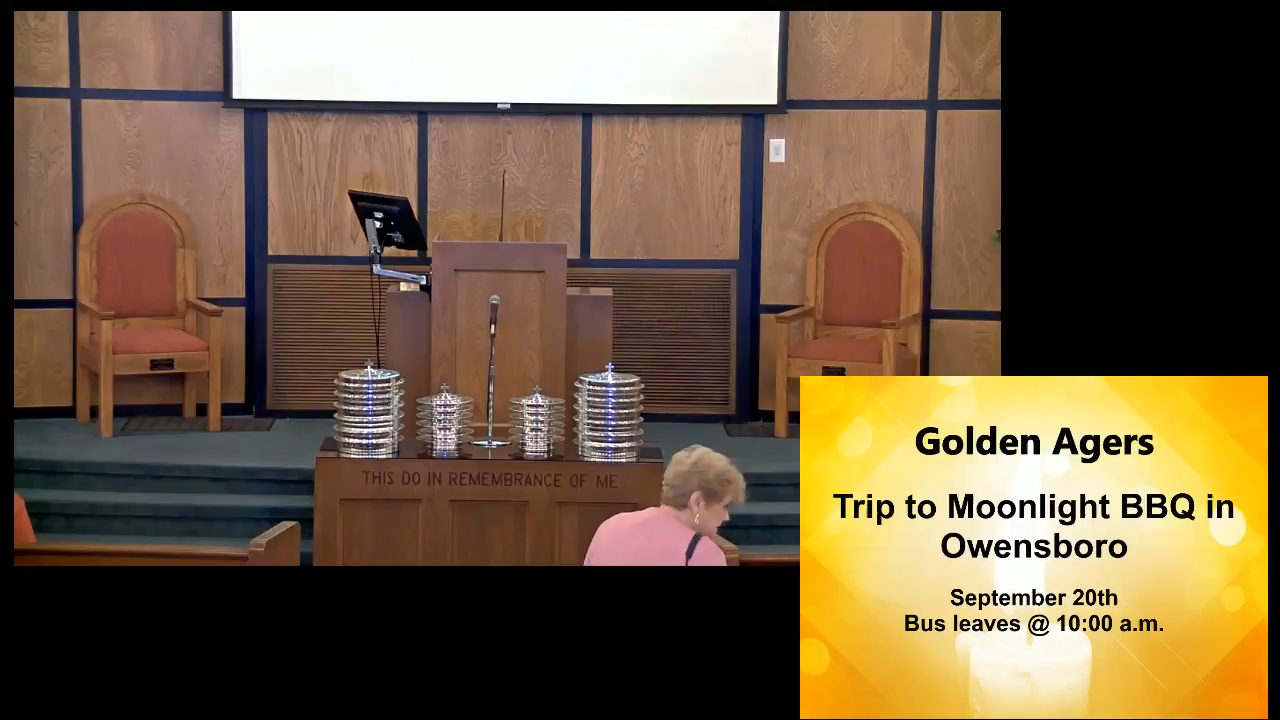 THIS DO IN REMEMBRANCE OF ME
Golden Agers
Trip to Moonlight BBQ in
Owensboro
September 20th
Bus leaves @ 10:00 a.m.